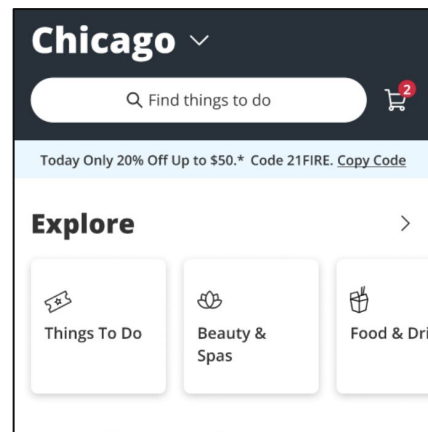 Chicago
Find things to do
2
Today Only 20% Off Up to $50.* Code 21FIRE. Copy Code
Explore
Things To Do
Beauty &
Spas
Food & Dri